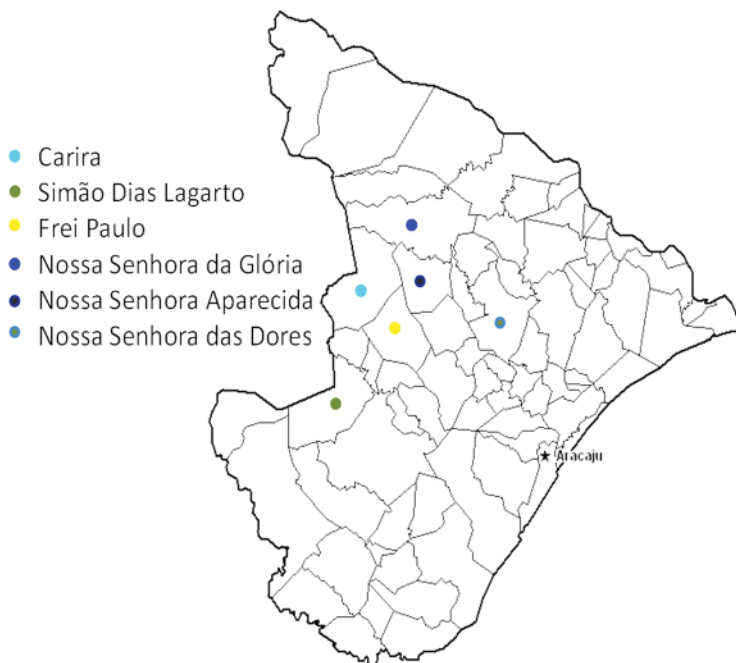 Carira
Simão Dias Lagarto
Frei Paulo
Nossa Senhora da Glória
Nossa Senhora Aparecida
Nossa Senhora das Dores
Aracaju